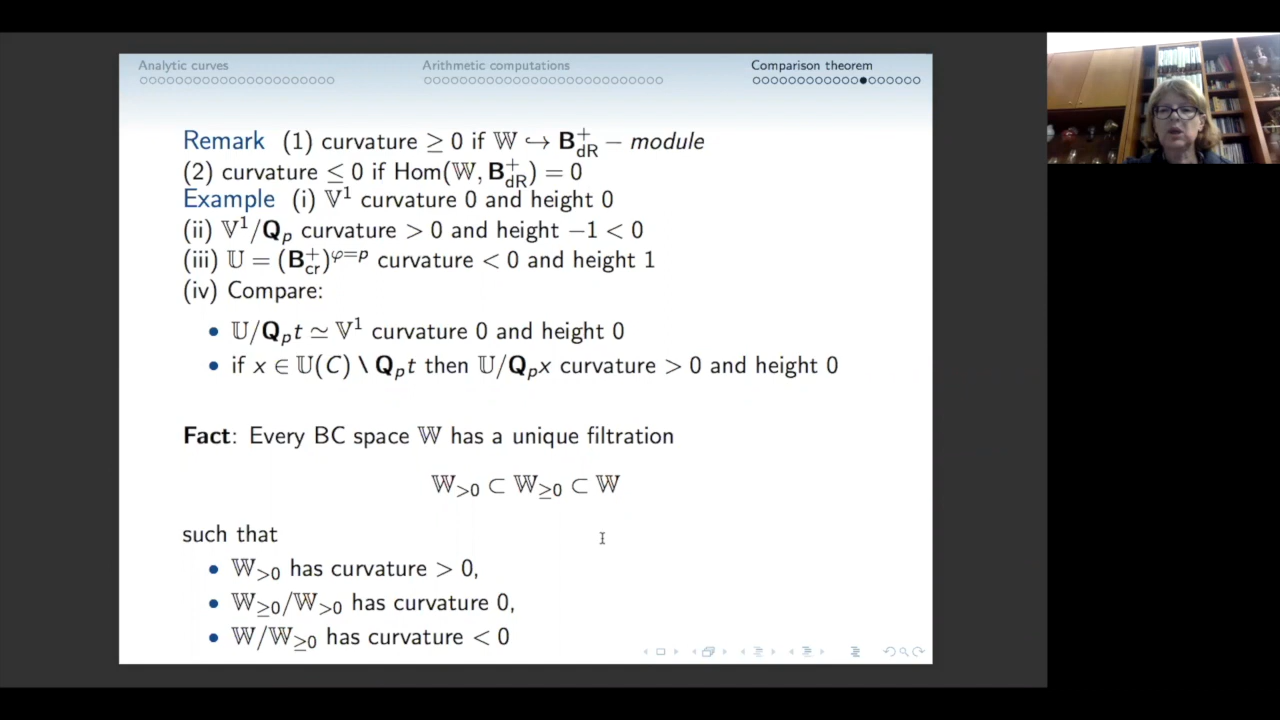 Analytic curves Arithmetic computations Comparison theorem
Remark (1) curvature ≥ 0 if 𝕎 ↪ B⁺_dR − module
(2) curvature ≤ 0 if Hom(𝕎, B⁺_dR) = 0
Example (i) 𝕍¹ curvature 0 and height 0
(ii) 𝕍¹/Q_p curvature > 0 and height −1 < 0
(iii) 𝕌 = (B⁺_cr)^{φ=p} curvature < 0 and height 1
(iv) Compare:
• 𝕌/Q_p t ≃ 𝕍¹ curvature 0 and height 0
• if x ∈ 𝕌(C) \ Q_p t then 𝕌/Q_p x curvature > 0 and height 0
Fact: Every BC space 𝕎 has a unique filtration
𝕎_{>0} ⊂ 𝕎_{≥0} ⊂ 𝕎
such that
• 𝕎_{>0} has curvature > 0,
• 𝕎_{≥0}/𝕎_{>0} has curvature 0,
• 𝕎/𝕎_{≥0} has curvature < 0